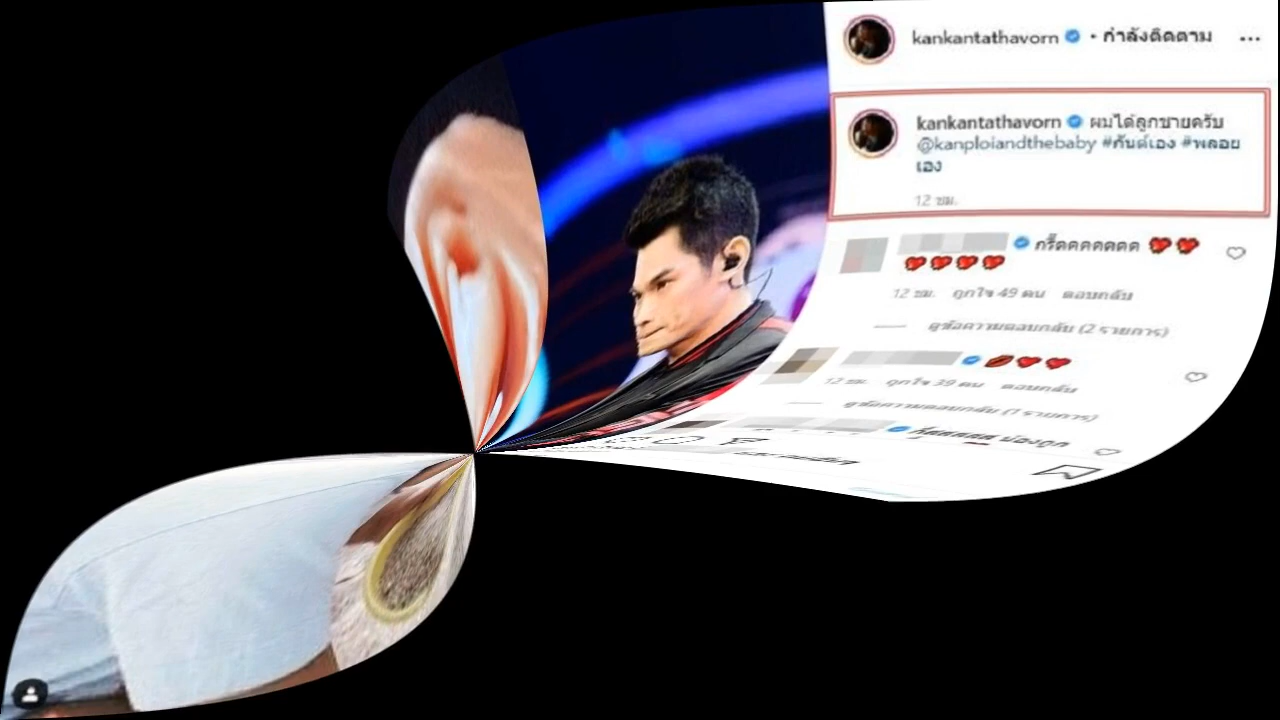 kankantathavorn • กำลังติดตาม ...
kankantathavorn ผมได้ลูกชายครับ
@kanploiandthebaby #กันต์เอง #พลอย
เอง
12 ชม.
กรี๊ดดดดดดด ❤️❤️
❤️❤️❤️❤️
12 ชม. ถูกใจ 49 คน ตอบกลับ
ดูข้อความตอบกลับ (2 รายการ)
💋❤️❤️
12 ชม. ถูกใจ 39 คน ตอบกลับ
ดูข้อความตอบกลับ (1 รายการ)
น้องถูก